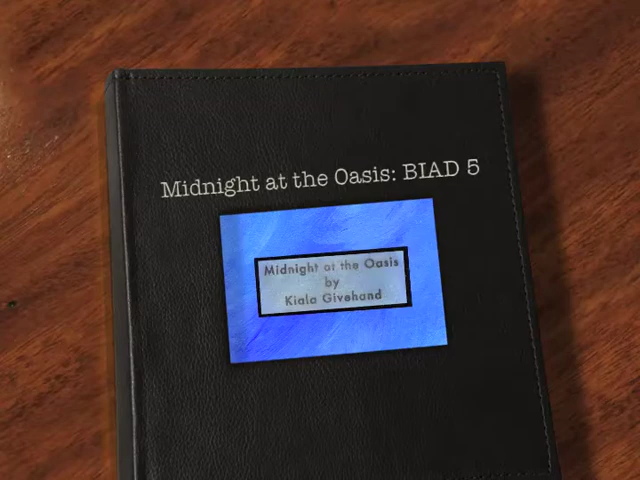 Midnight at the Oasis: BIAD 5
Midnight at the Oasis
by
Kiala Givehand